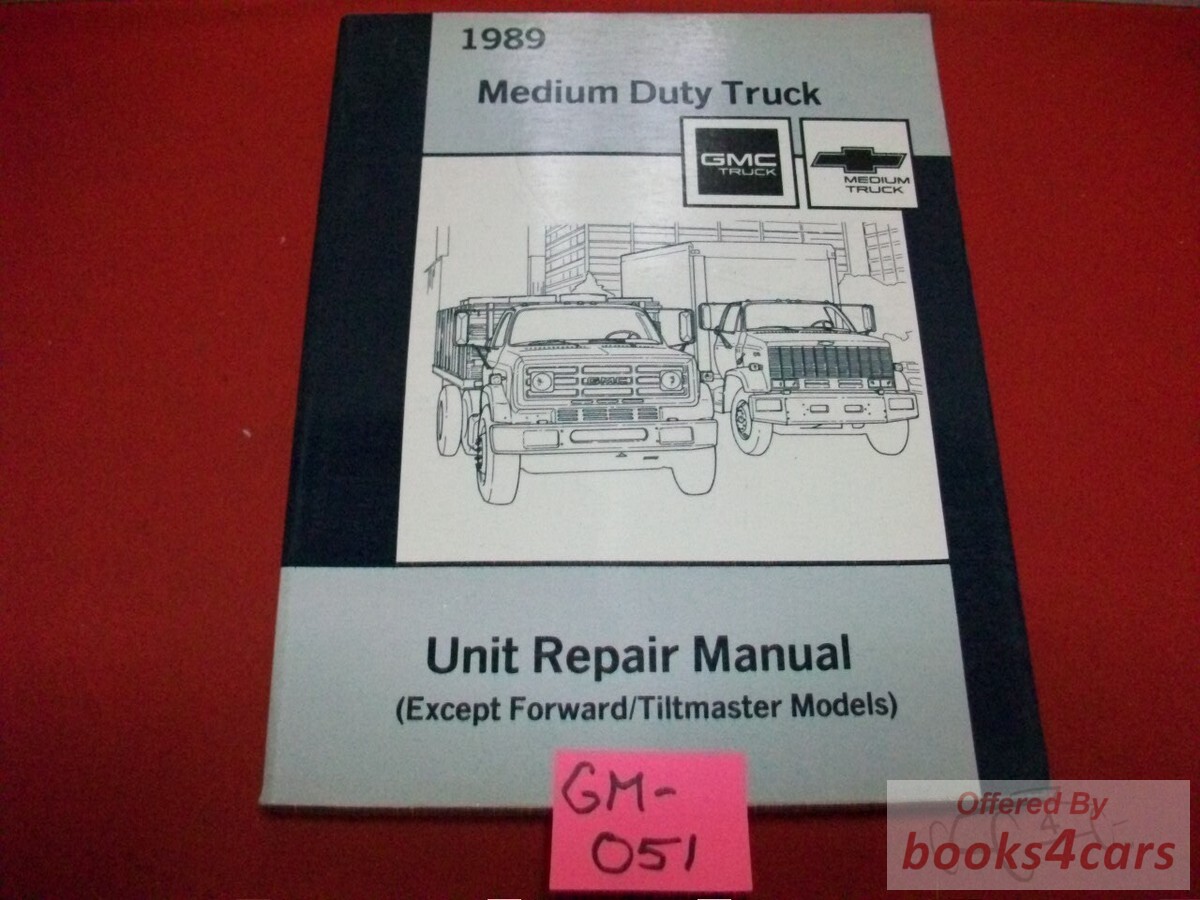 1989
Medium Duty Truck
GMC
TRUCK
MEDIUM
TRUCK
GMC
Unit Repair Manual
(Except Forward/Tiltmaster Models)
GM-
051
Offered By
books4cars